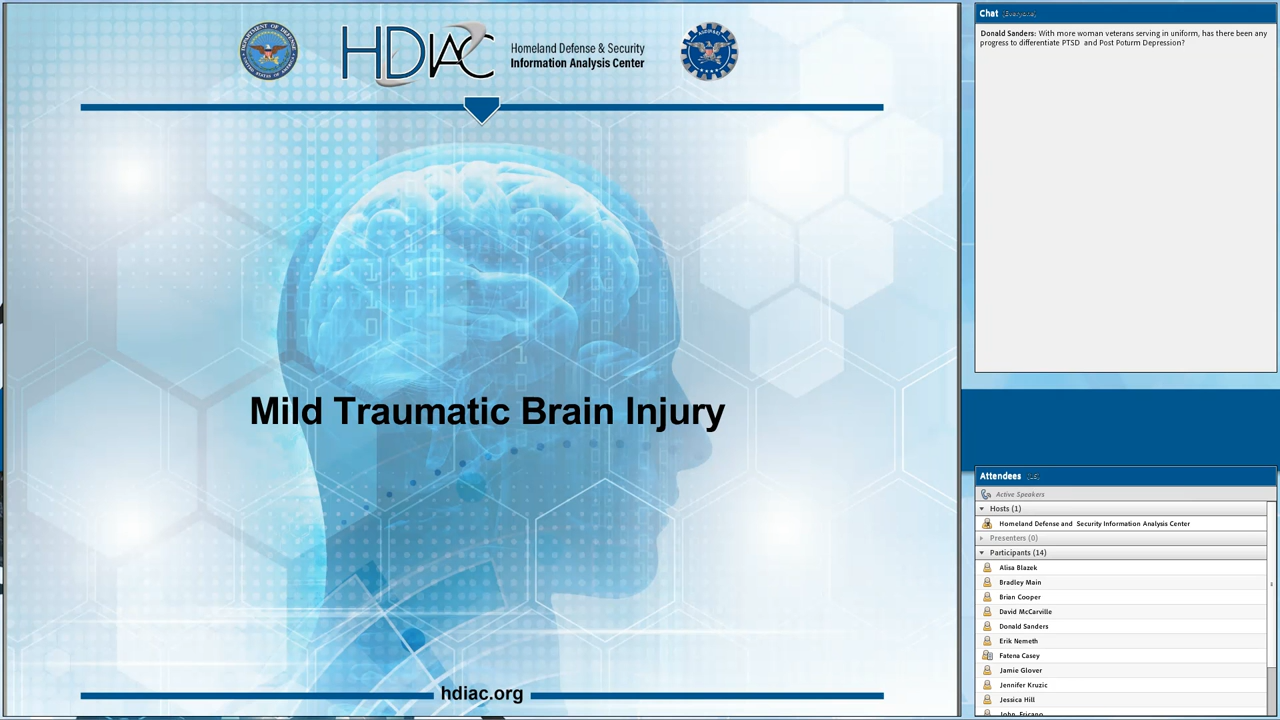 HDIAC
Homeland Defense & Security
Information Analysis Center
Mild Traumatic Brain Injury
hdiac.org
Chat (Everyone)
Donald Sanders: With more woman veterans serving in uniform, has there been any
progress to differentiate PTSD and Post Poturm Depression?
Attendees
Active Speakers
Hosts (1)
Homeland Defense and Security Information Analysis Center
Presenters (0)
Participants (14)
Alisa Blazek
Bradley Main
Brian Cooper
David McCarville
Donald Sanders
Erik Nemeth
Fatena Casey
Jamie Glover
Jennifer Kruzic
Jessica Hill
John Fricano